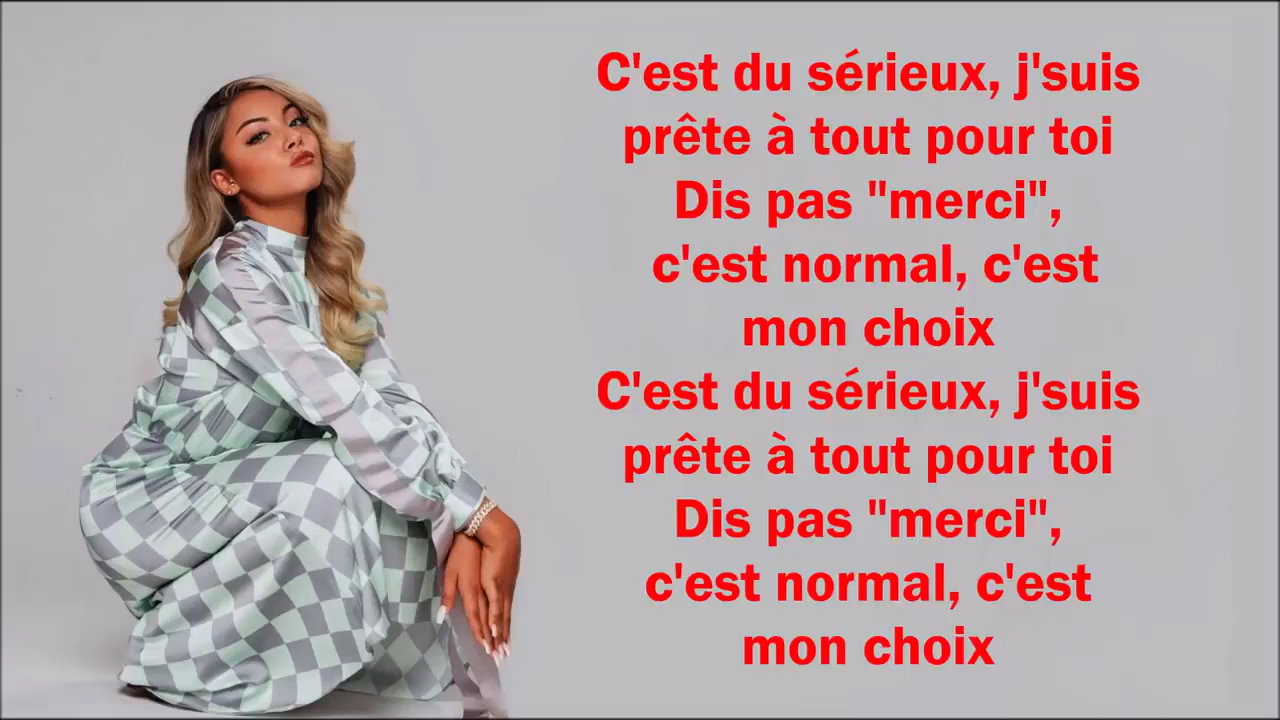 C'est du sérieux, j'suis
prête à tout pour toi
Dis pas "merci",
c'est normal, c'est
mon choix
C'est du sérieux, j'suis
prête à tout pour toi
Dis pas "merci",
c'est normal, c'est
mon choix